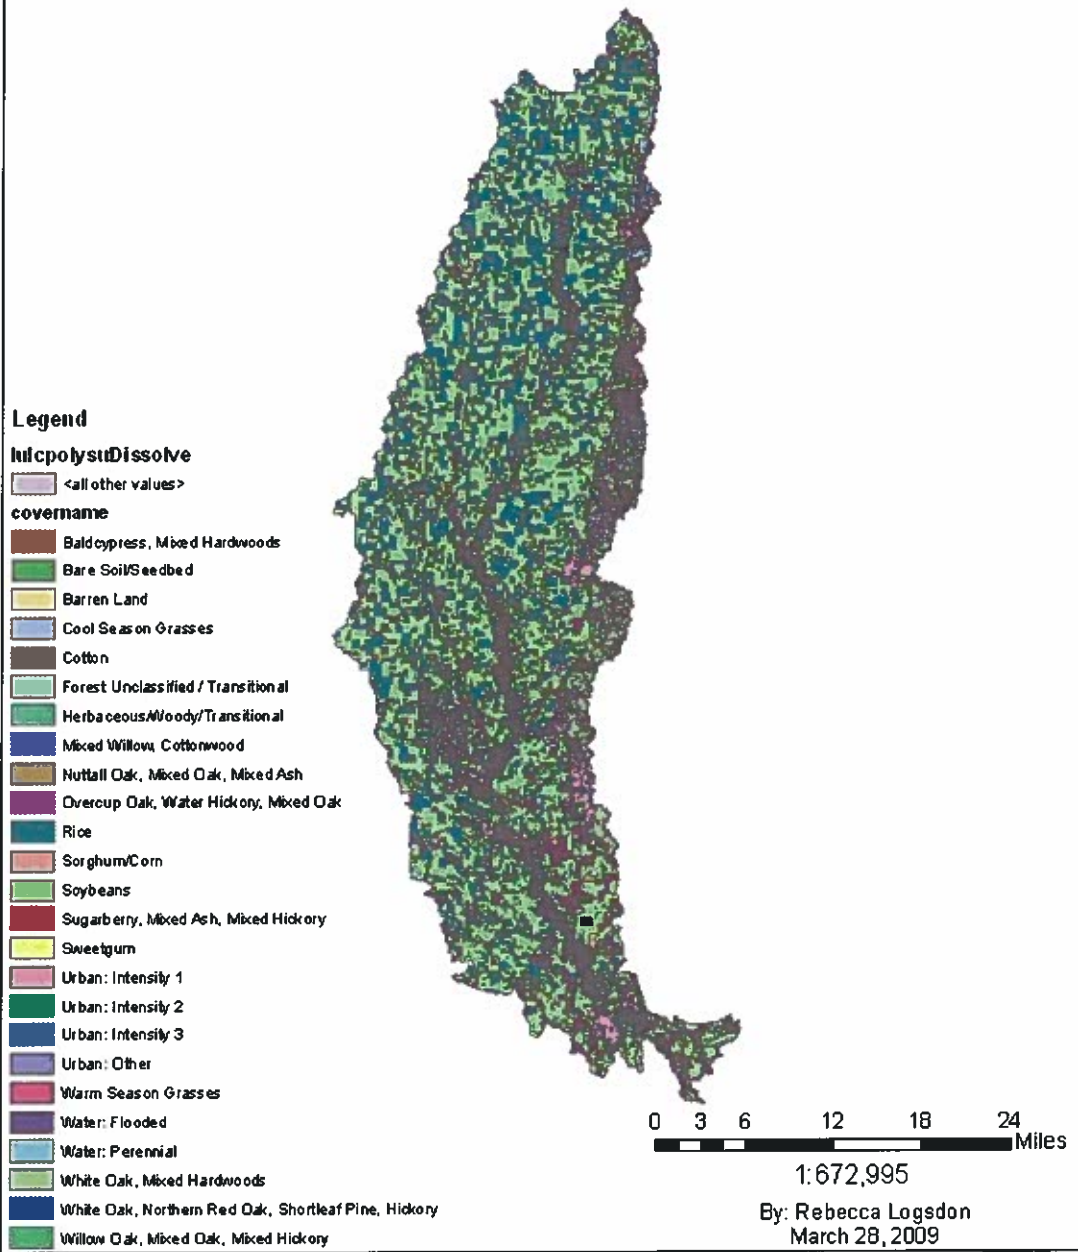 Legend
lulcpolysutDissolve
<all other values>
covername
Baldcypress, Mixed Hardwoods
Bare Soil/Seedbed
Barren Land
Cool Season Grasses
Cotton
Forest Unclassified / Transitional
Herbaceous/Woody/Transitional
Mixed Willow, Cottonwood
Nuttall Oak, Mixed Oak, Mixed Ash
Overcup Oak, Water Hickory, Mixed Oak
Rice
Sorghum/Corn
Soybeans
Sugarberry, Mixed Ash, Mixed Hickory
Sweetgum
Urban: Intensity 1
Urban: Intensity 2
Urban: Intensity 3
Urban: Other
Warm Season Grasses
Water: Flooded
Water: Perennial
White Oak, Mixed Hardwoods
White Oak, Northern Red Oak, Shortleaf Pine, Hickory
Willow Oak, Mixed Oak, Mixed Hickory
0 3 6 12 18 24
Miles
1:672,995
By: Rebecca Logsdon
March 28, 2009